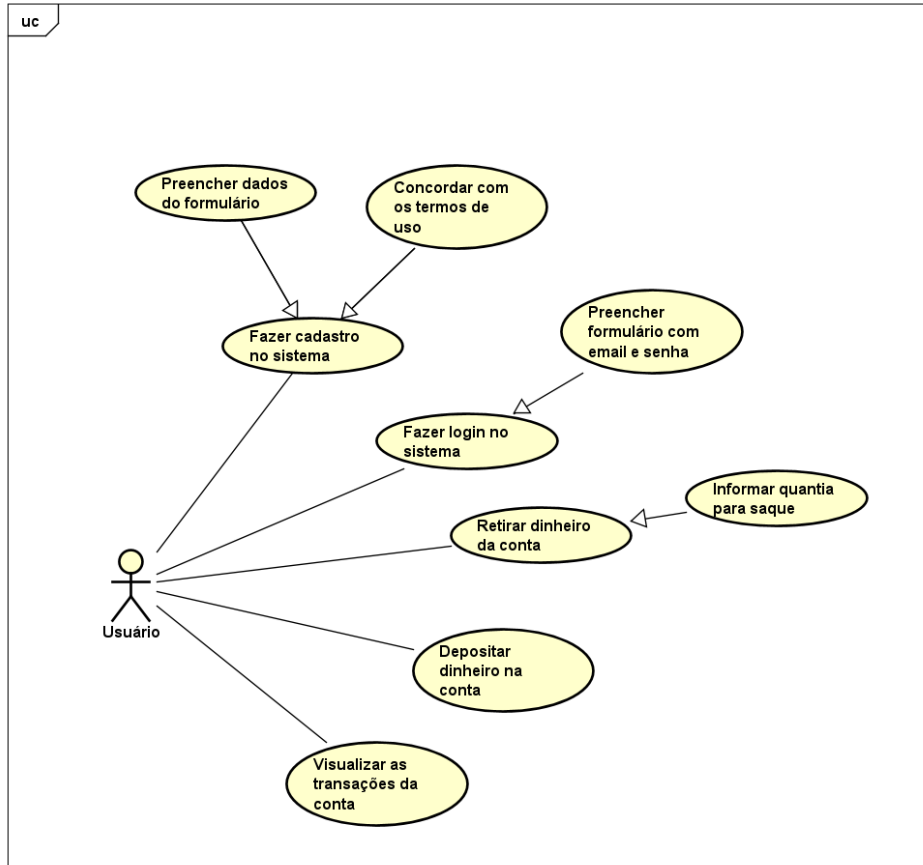 uc
Preencher dados
do formulário
Concordar com
os termos de
uso
Fazer cadastro
no sistema
Preencher
formulário com
email e senha
Fazer login no
sistema
Informar quantia
para saque
Retirar dinheiro
da conta
Usuário
Depositar
dinheiro na
conta
Visualizar as
transações da
conta